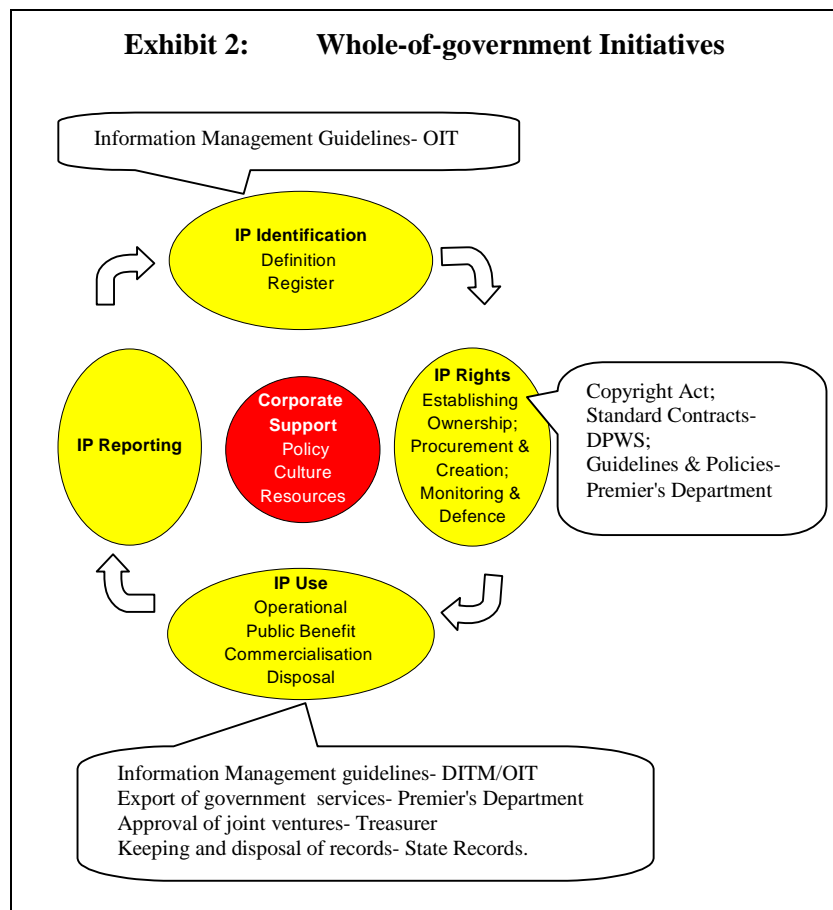 Exhibit 2: Whole-of-government Initiatives
Information Management Guidelines- OIT
IP Identification
Definition
Register
IP Rights
Establishing
Ownership;
Procurement &
Creation;
Monitoring &
Defence
Copyright Act;
Standard Contracts-
DPWS;
Guidelines & Policies-
Premier's Department
Corporate
Support
Policy
Culture
Resources
IP Reporting
IP Use
Operational
Public Benefit
Commercialisation
Disposal
Information Management guidelines- DITM/OIT
Export of government services- Premier's Department
Approval of joint ventures- Treasurer
Keeping and disposal of records- State Records.